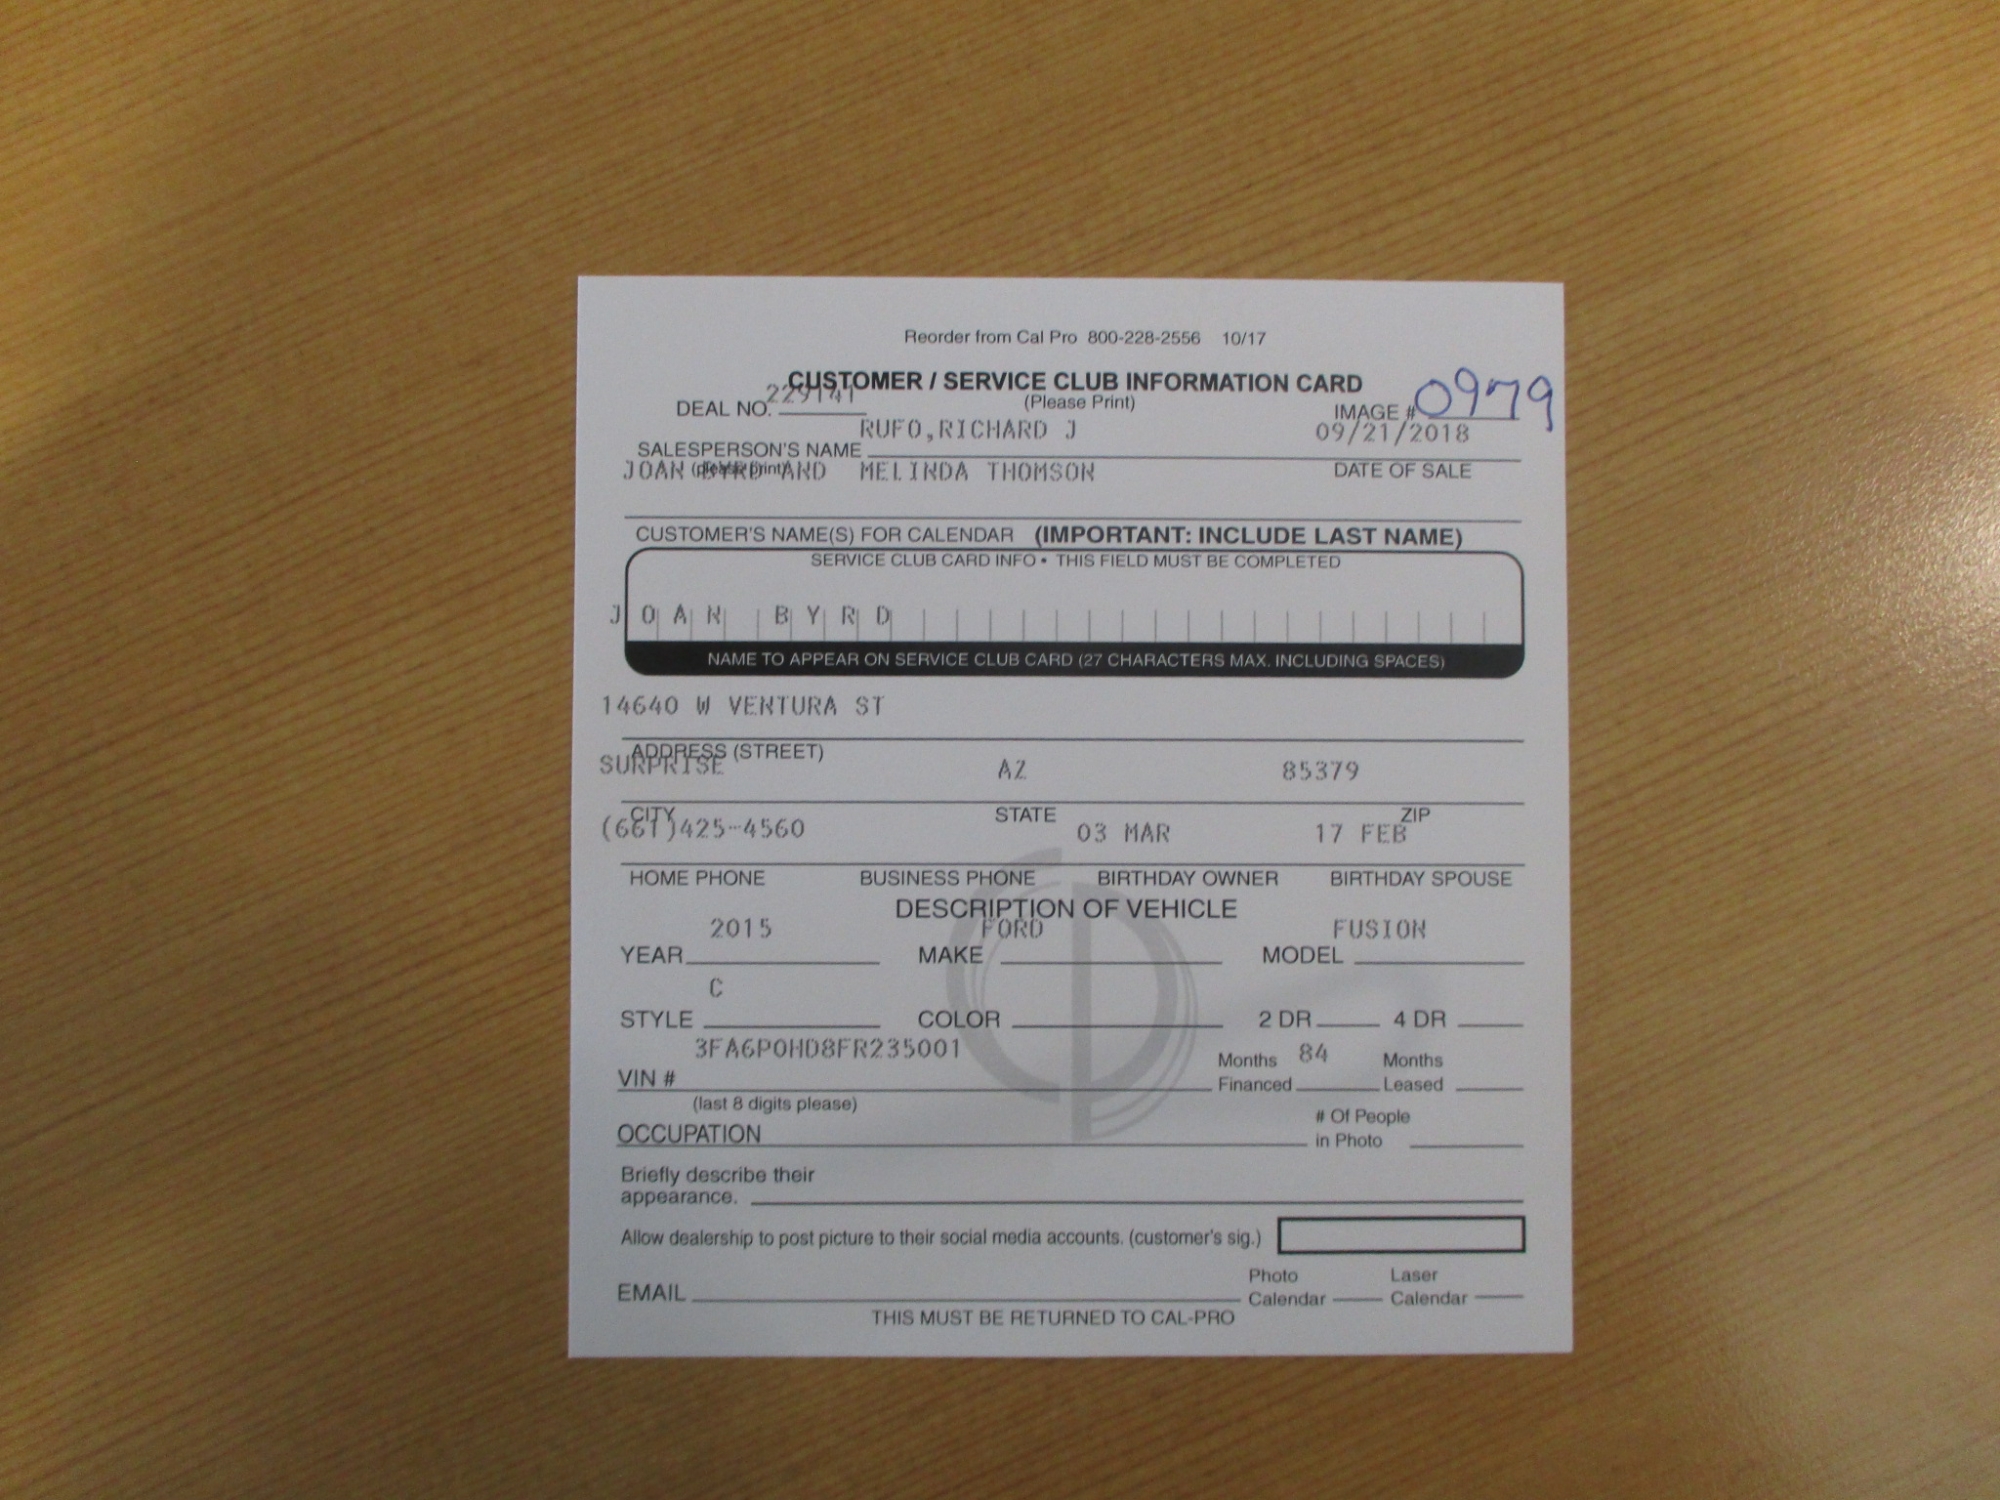 Reorder from Cal Pro 800-228-2556 10/17
CUSTOMER / SERVICE CLUB INFORMATION CARD
(Please Print)
DEAL NO. 229141
IMAGE # 0979
RUFO,RICHARD J 09/21/2018
SALESPERSON'S NAME
(please print)
DATE OF SALE
JOAN BYRD AND MELINDA THOMSON
CUSTOMER'S NAME(S) FOR CALENDAR (IMPORTANT: INCLUDE LAST NAME)
SERVICE CLUB CARD INFO • THIS FIELD MUST BE COMPLETED
JOAN BYRD
NAME TO APPEAR ON SERVICE CLUB CARD (27 CHARACTERS MAX. INCLUDING SPACES)
14640 W VENTURA ST
ADDRESS (STREET)
SURPRISE AZ 85379
CITY STATE ZIP
(661)425-4560 03 MAR 17 FEB
HOME PHONE BUSINESS PHONE BIRTHDAY OWNER BIRTHDAY SPOUSE
DESCRIPTION OF VEHICLE
2015 FORD FUSION
YEAR MAKE MODEL
C
STYLE COLOR 2 DR 4 DR
3FA6P0HD8FR235001
VIN # Months Financed 84 Months Leased
(last 8 digits please)
OCCUPATION # Of People in Photo
Briefly describe their
appearance.
Allow dealership to post picture to their social media accounts. (customer's sig.)
EMAIL Photo Calendar Laser Calendar
THIS MUST BE RETURNED TO CAL-PRO